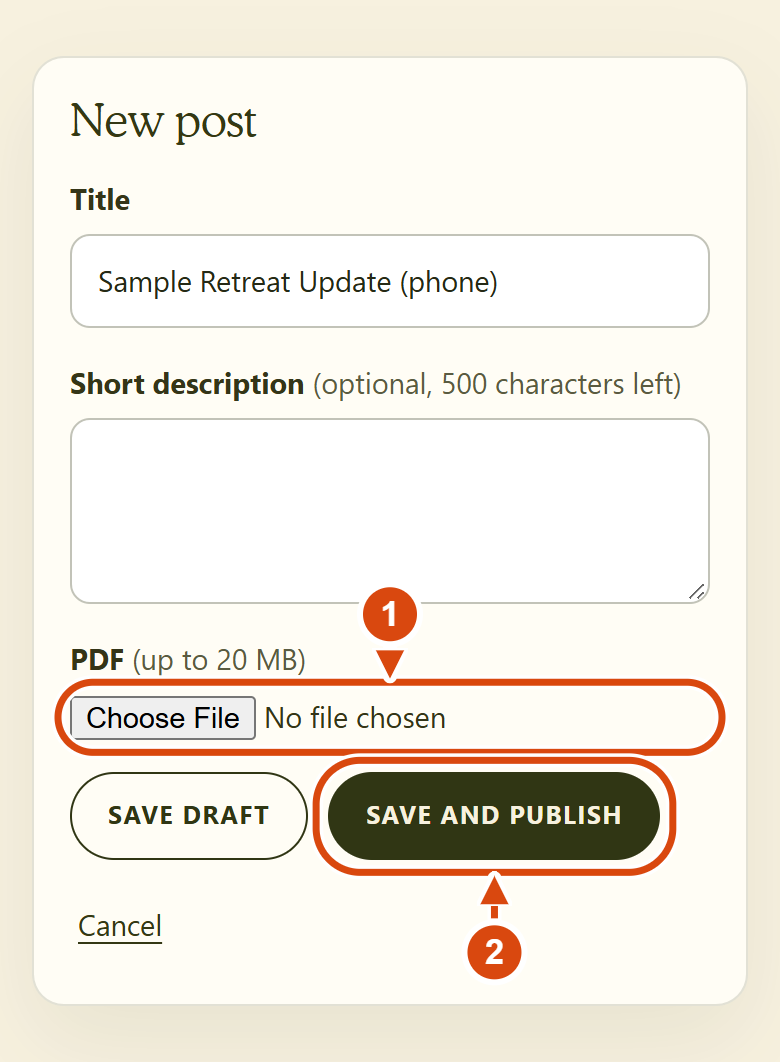 New post
Title
Sample Retreat Update (phone)
Short description (optional, 500 characters left)
1
PDF (up to 20 MB)
Choose File No file chosen
SAVE DRAFT SAVE AND PUBLISH
Cancel
2